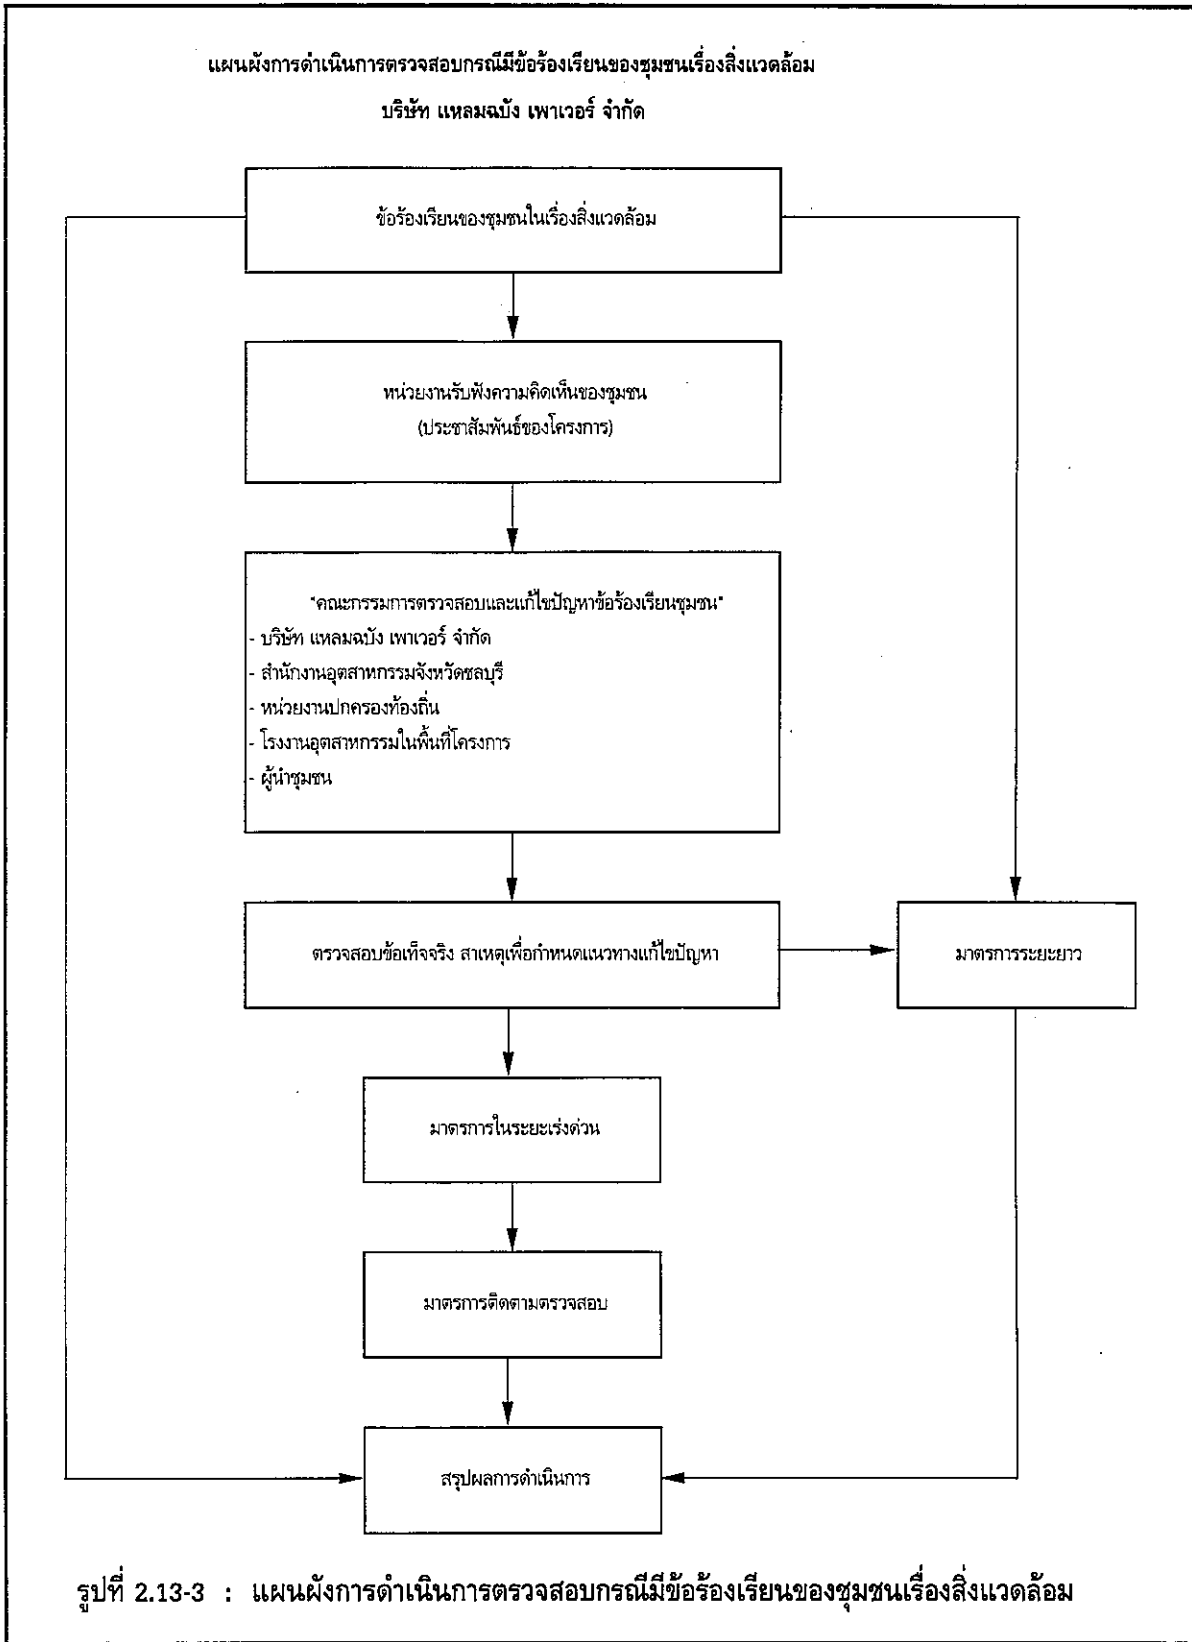 แผนผังการดำเนินการตรวจสอบกรณีมีข้อร้องเรียนของชุมชนเรื่องสิ่งแวดล้อม
บริษัท แหลมฉบัง เพาเวอร์ จำกัด
ข้อร้องเรียนของชุมชนในเรื่องสิ่งแวดล้อม
หน่วยงานรับฟังความคิดเห็นของชุมชน
(ประชาสัมพันธ์ของโครงการ)
"คณะกรรมการตรวจสอบและแก้ไขปัญหาข้อร้องเรียนชุมชน"
- บริษัท แหลมฉบัง เพาเวอร์ จำกัด
- สำนักงานอุตสาหกรรมจังหวัดชลบุรี
- หน่วยงานปกครองท้องถิ่น
- โรงงานอุตสาหกรรมในพื้นที่โครงการ
- ผู้นำชุมชน
ตรวจสอบข้อเท็จจริง สาเหตุเพื่อกำหนดแนวทางแก้ไขปัญหา
มาตรการระยะยาว
มาตรการในระยะเร่งด่วน
มาตรการติดตามตรวจสอบ
สรุปผลการดำเนินการ
รูปที่ 2.13-3 : แผนผังการดำเนินการตรวจสอบกรณีมีข้อร้องเรียนของชุมชนเรื่องสิ่งแวดล้อม